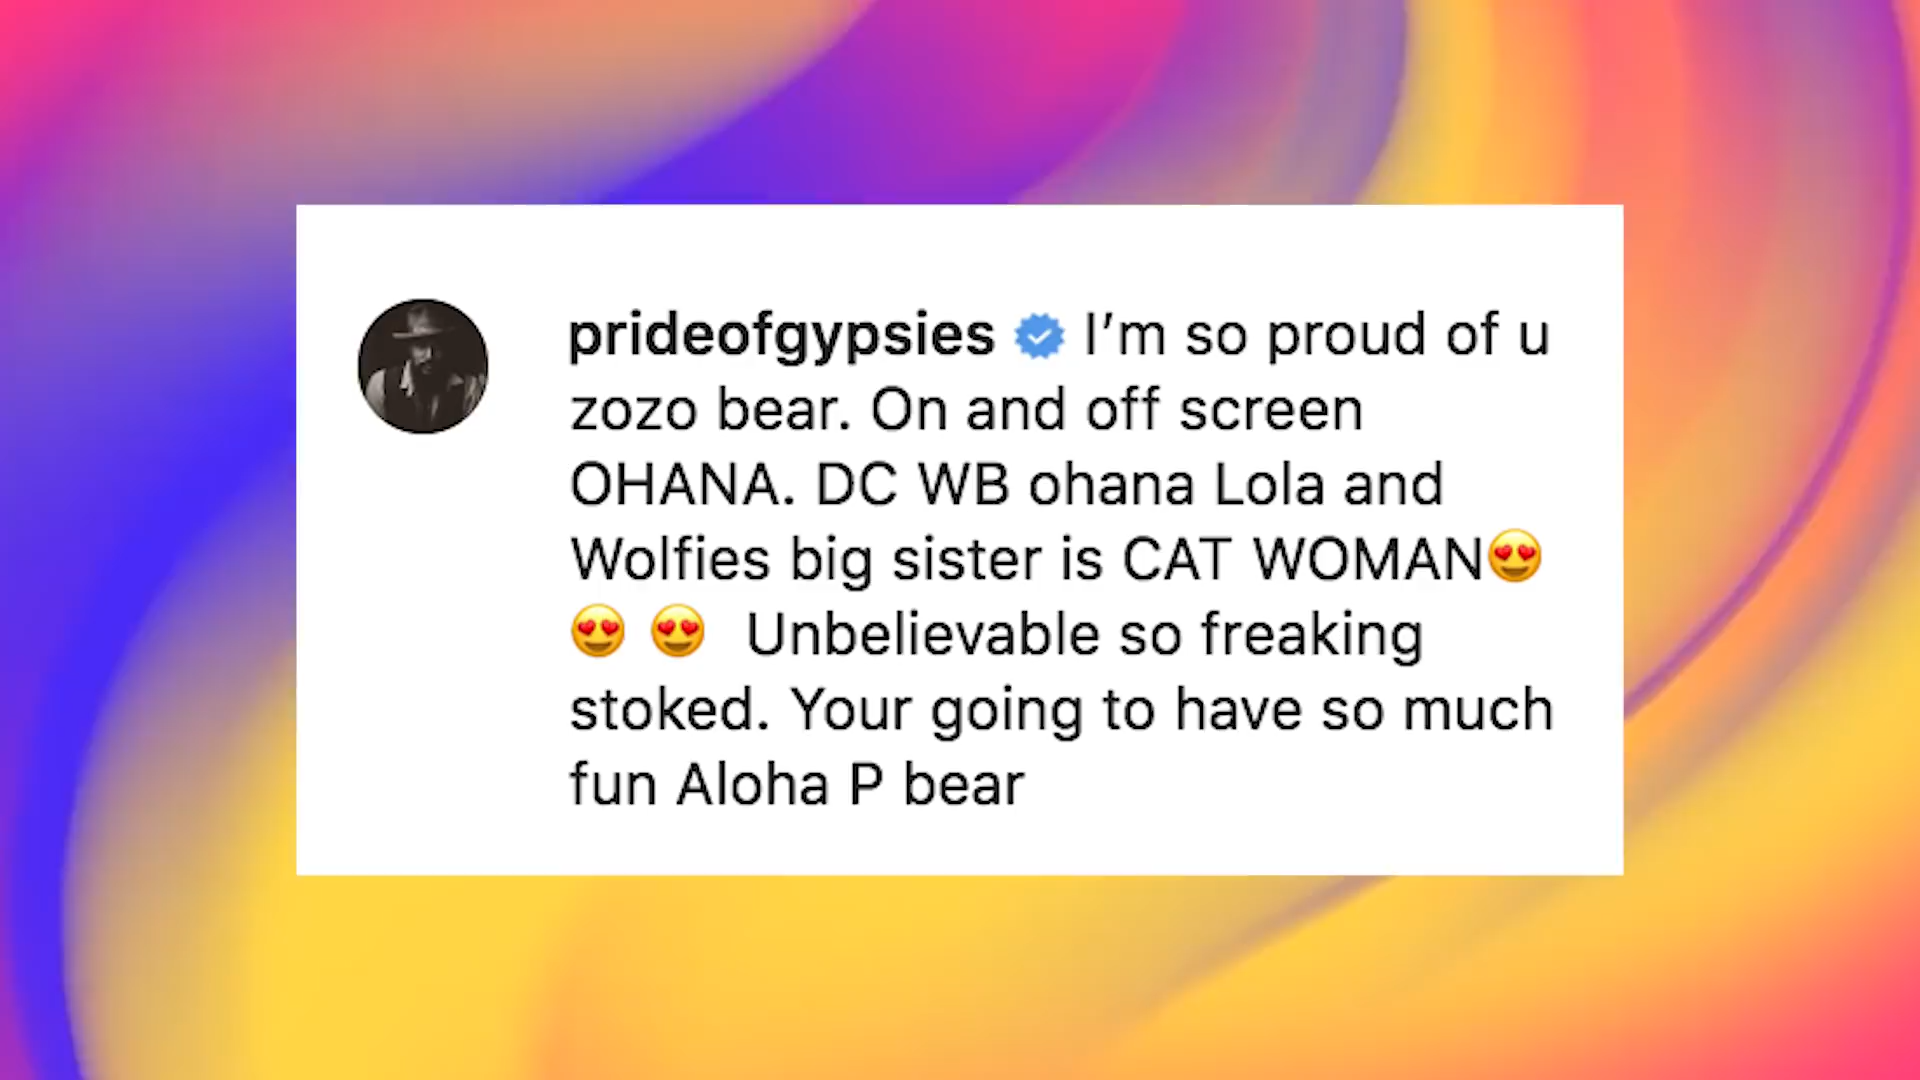 prideofgypsies I’m so proud of u
zozo bear. On and off screen
OHANA. DC WB ohana Lola and
Wolfies big sister is CAT WOMAN😍
😍 😍 Unbelievable so freaking
stoked. Your going to have so much
fun Aloha P bear